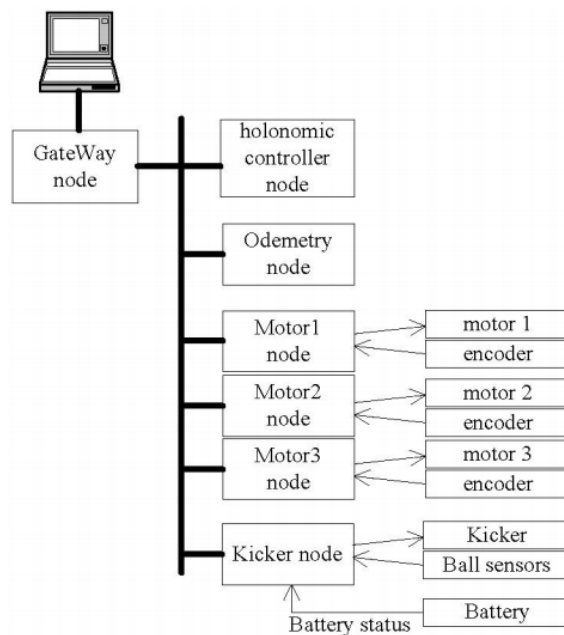 GateWay
node
holonomic
controller
node
Odemetry
node
Motor1
node
motor 1
encoder
Motor2
node
motor 2
encoder
Motor3
node
motor 3
encoder
Kicker node
Kicker
Ball sensors
Battery
Battery status